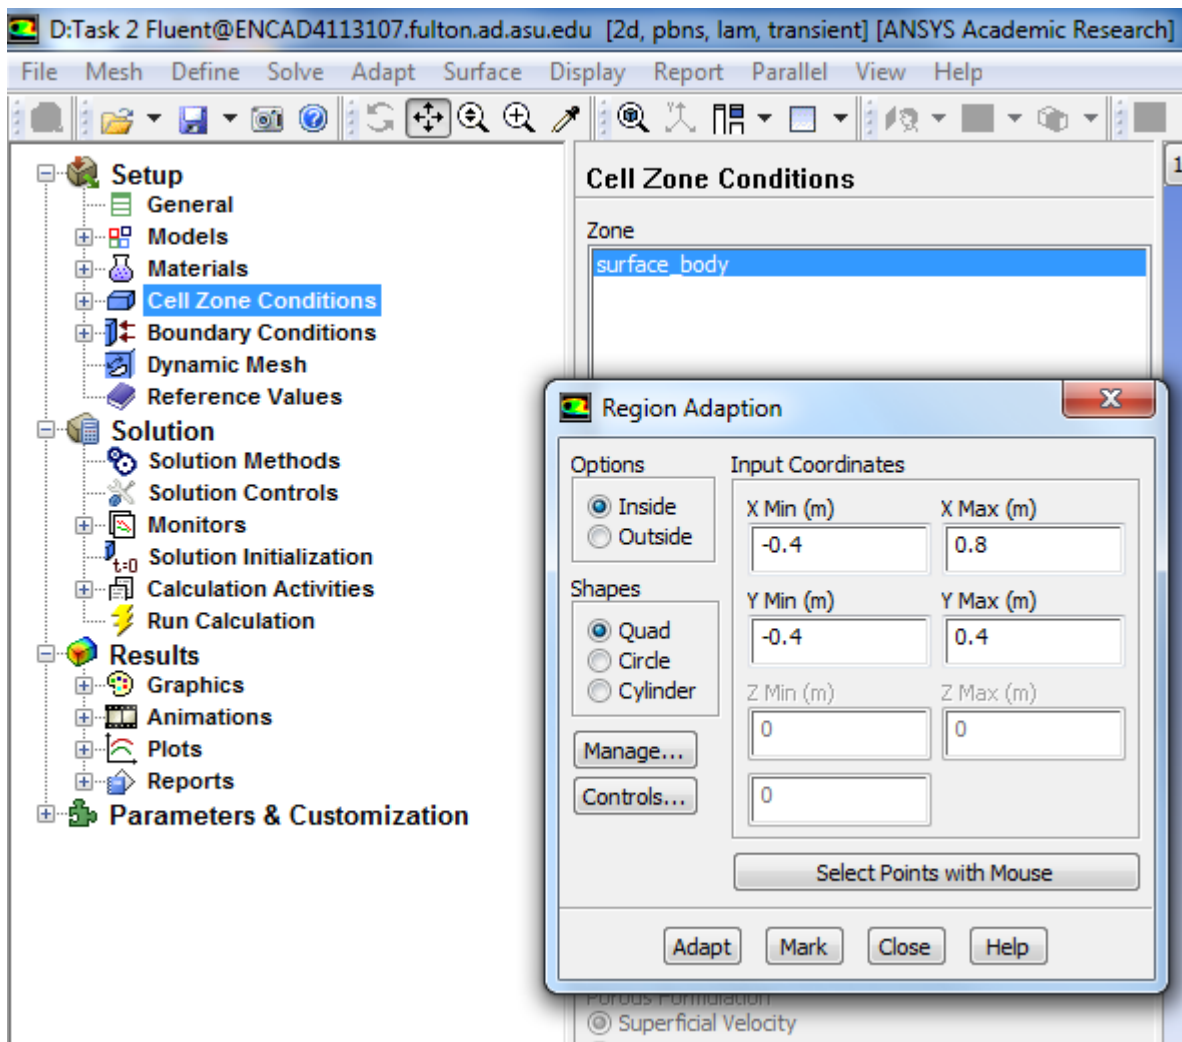 D:Task 2 Fluent@ENCAD4113107.fulton.ad.asu.edu [2d, pbns, lam, transient] [ANSYS Academic Research]
File Mesh Define Solve Adapt Surface Display Report Parallel View Help
Setup
General
Models
Materials
Cell Zone Conditions
Boundary Conditions
Dynamic Mesh
Reference Values
Solution
Solution Methods
Solution Controls
Monitors
t=0 Solution Initialization
Calculation Activities
Run Calculation
Results
Graphics
Animations
Plots
Reports
Parameters & Customization
Cell Zone Conditions
1
Zone
surface_body
Region Adaption
Options
Inside
Outside
Shapes
Quad
Circle
Cylinder
Manage...
Controls...
Input Coordinates
X Min (m) X Max (m)
-0.4 0.8
Y Min (m) Y Max (m)
-0.4 0.4
Z Min (m) Z Max (m)
0 0
0
Select Points with Mouse
Adapt Mark Close Help
Porous Formulation
Superficial Velocity